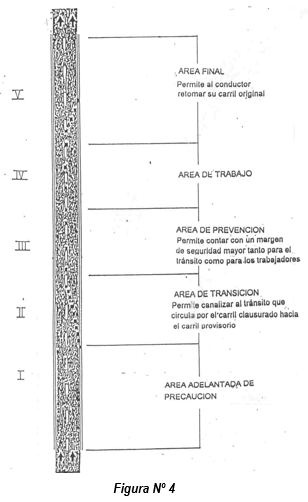 V
AREA FINAL
Permite al conductor
retomar su carril original
IV
AREA DE TRABAJO
III
AREA DE PREVENCION
Permite contar con un margen
de seguridad mayor tanto para el
tránsito como para los trabajadores
II
AREA DE TRANSICION
Permite canalizar al tránsito que
circula por el carril clausurado hacia
el carril provisorio
I
AREA ADELANTADA DE
PRECAUCION
Figura Nº 4